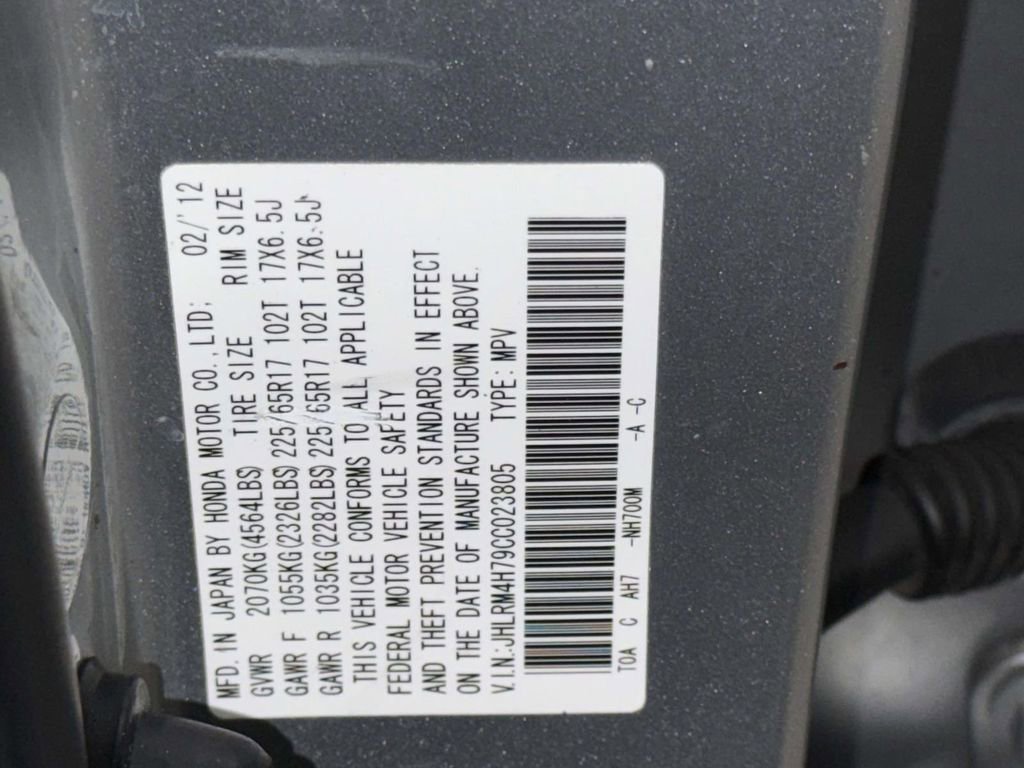 MFD. IN JAPAN BY HONDA MOTOR CO., LTD; 02/'12
GVWR 2070KG(4564LBS) TIRE SIZE RIM SIZE
GAWR F 1055KG(2326LBS) 225/65R17 102T 17X6.5J
GAWR R 1035KG(2282LBS) 225/65R17 102T 17X6.5J
THIS VEHICLE CONFORMS TO ALL APPLICABLE
FEDERAL MOTOR VEHICLE SAFETY
AND THEFT PREVENTION STANDARDS IN EFFECT
ON THE DATE OF MANUFACTURE SHOWN ABOVE.
V.I.N.:JHLRM4H79CC023805 TYPE:MPV
TOA C AH7 -NH700M -A -C